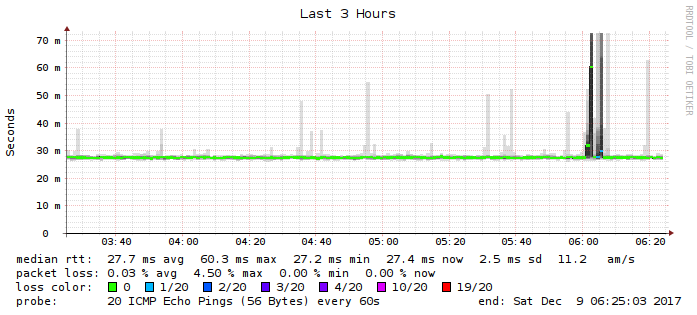 Last 3 Hours
RRDTOOL / TOBI OETIKER
Seconds
70 m
60 m
50 m
40 m
30 m
20 m
10 m
0
03:40 04:00 04:20 04:40 05:00 05:20 05:40 06:00 06:20
median rtt: 27.7 ms avg 60.3 ms max 27.2 ms min 27.4 ms now 2.5 ms sd 11.2 am/s
packet loss: 0.03 % avg 4.50 % max 0.00 % min 0.00 % now
loss color: 0 1/20 2/20 3/20 4/20 10/20 19/20
probe: 20 ICMP Echo Pings (56 Bytes) every 60s end: Sat Dec 9 06:25:03 2017